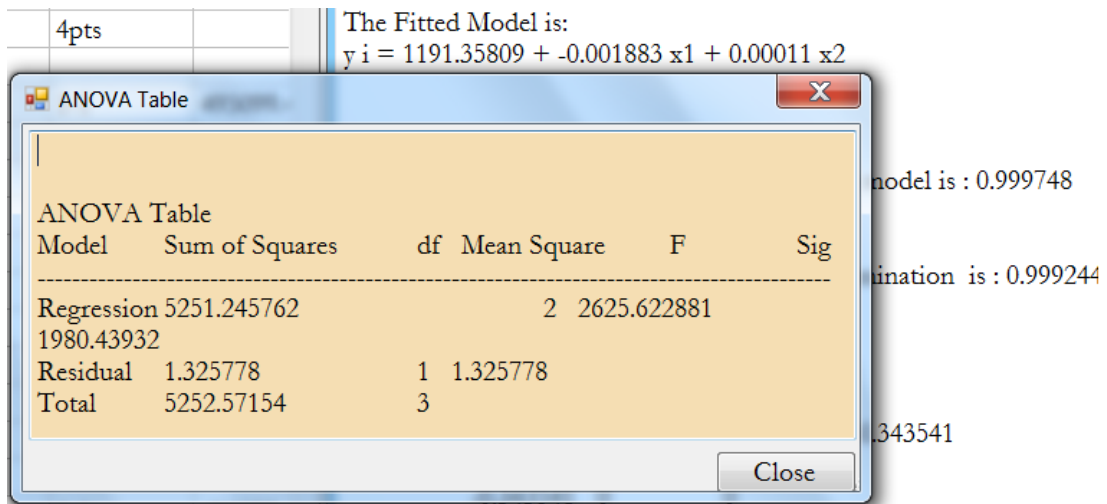 4pts
The Fitted Model is:
y i = 1191.35809 + -0.001883 x1 + 0.00011 x2
ANOVA Table
model is : 0.999748
ANOVA Table
Model Sum of Squares df Mean Square F Sig
Regression 5251.245762 2 2625.622881
1980.43932
Residual 1.325778 1 1.325778
Total 5252.57154 3
ination is : 0.999244
.343541
Close